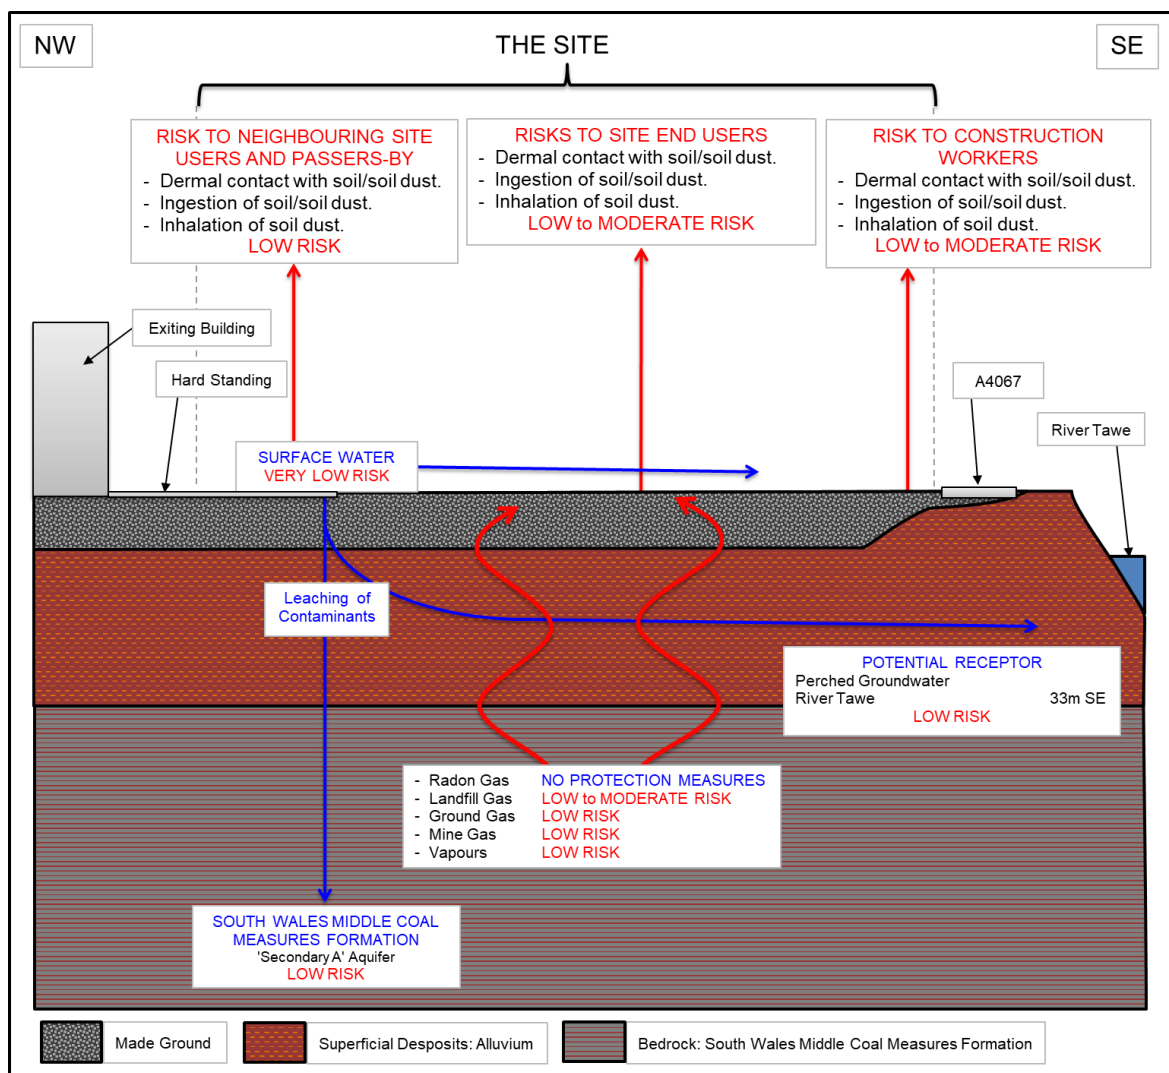 NW
THE SITE
SE
RISK TO NEIGHBOURING SITE
USERS AND PASSERS-BY
- Dermal contact with soil/soil dust.
- Ingestion of soil/soil dust.
- Inhalation of soil dust.
LOW RISK
RISKS TO SITE END USERS
- Dermal contact with soil/soil dust.
- Ingestion of soil/soil dust.
- Inhalation of soil dust.
LOW to MODERATE RISK
RISK TO CONSTRUCTION
WORKERS
- Dermal contact with soil/soil dust.
- Ingestion of soil/soil dust.
- Inhalation of soil dust.
LOW to MODERATE RISK
Exiting Building
Hard Standing
A4067
River Tawe
SURFACE WATER
VERY LOW RISK
Leaching of
Contaminants
POTENTIAL RECEPTOR
Perched Groundwater
River Tawe 33m SE
LOW RISK
- Radon Gas NO PROTECTION MEASURES
- Landfill Gas LOW to MODERATE RISK
- Ground Gas LOW RISK
- Mine Gas LOW RISK
- Vapours LOW RISK
SOUTH WALES MIDDLE COAL
MEASURES FORMATION
'Secondary A' Aquifer
LOW RISK
Made Ground
Superficial Desposits: Alluvium
Bedrock: South Wales Middle Coal Measures Formation